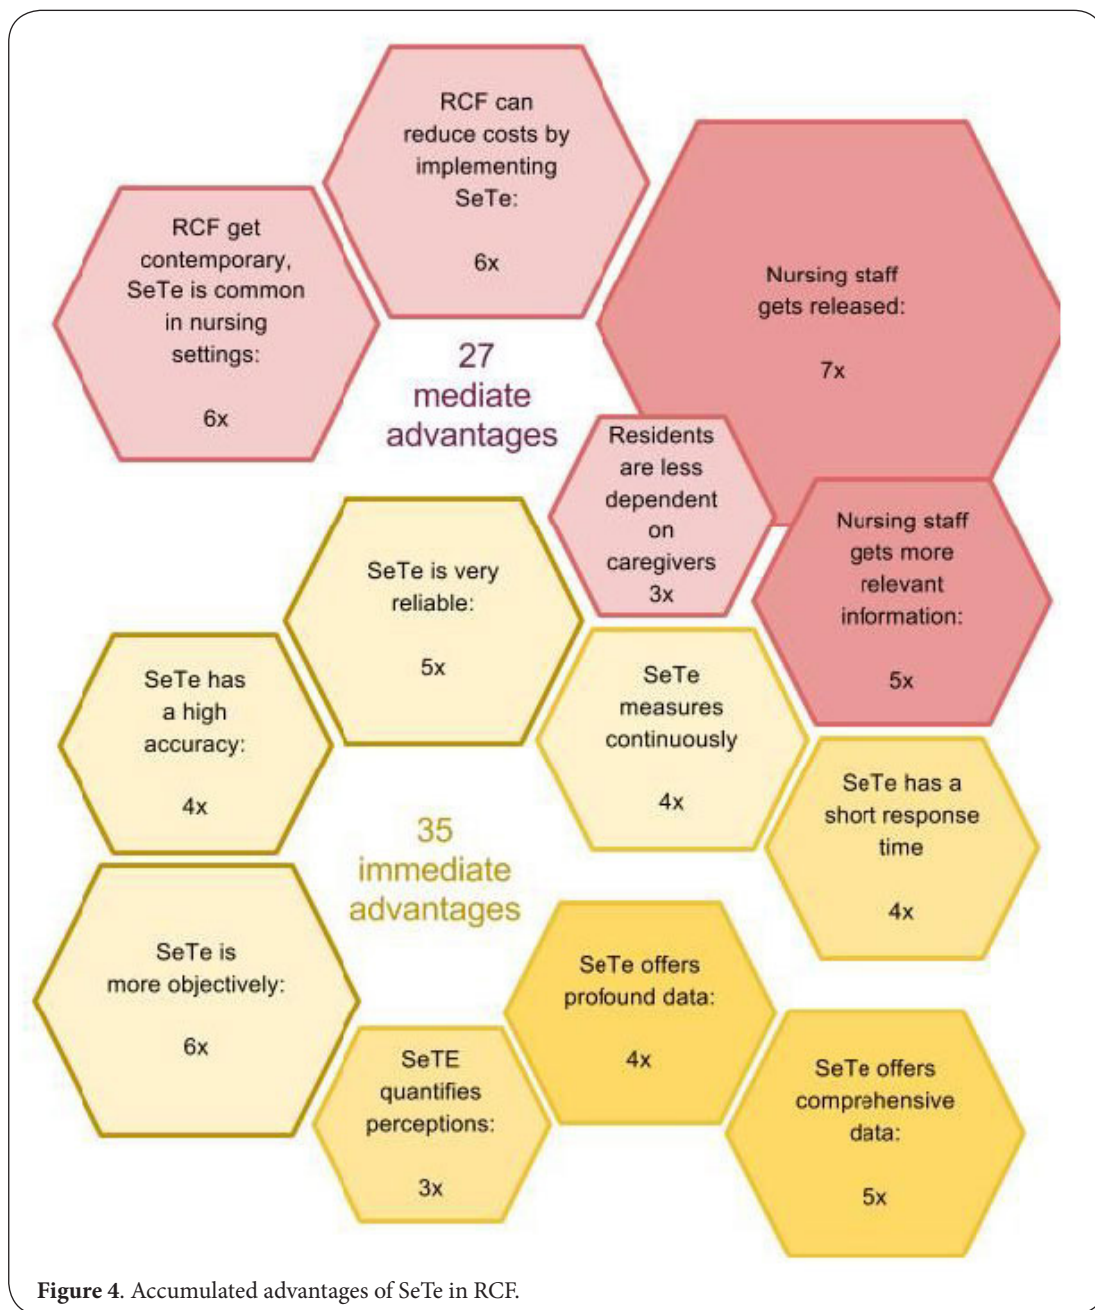 RCF can
reduce costs by
implementing
SeTe:
6x
RCF get
contemporary,
SeTe is common
in nursing
settings:
6x
Nursing staff
gets released:
7x
27
mediate
advantages
Residents
are less
dependent
on
caregivers
3x
Nursing staff
gets more
relevant
information:
5x
SeTe is very
reliable:
5x
SeTe has
a high
accuracy:
4x
SeTe
measures
continuously
4x
SeTe has a
short response
time
4x
35
immediate
advantages
SeTe is
more objectively:
6x
SeTE
quantifies
perceptions:
3x
SeTe offers
profound data:
4x
SeTe offers
comprehensive
data:
5x
Figure 4. Accumulated advantages of SeTe in RCF.